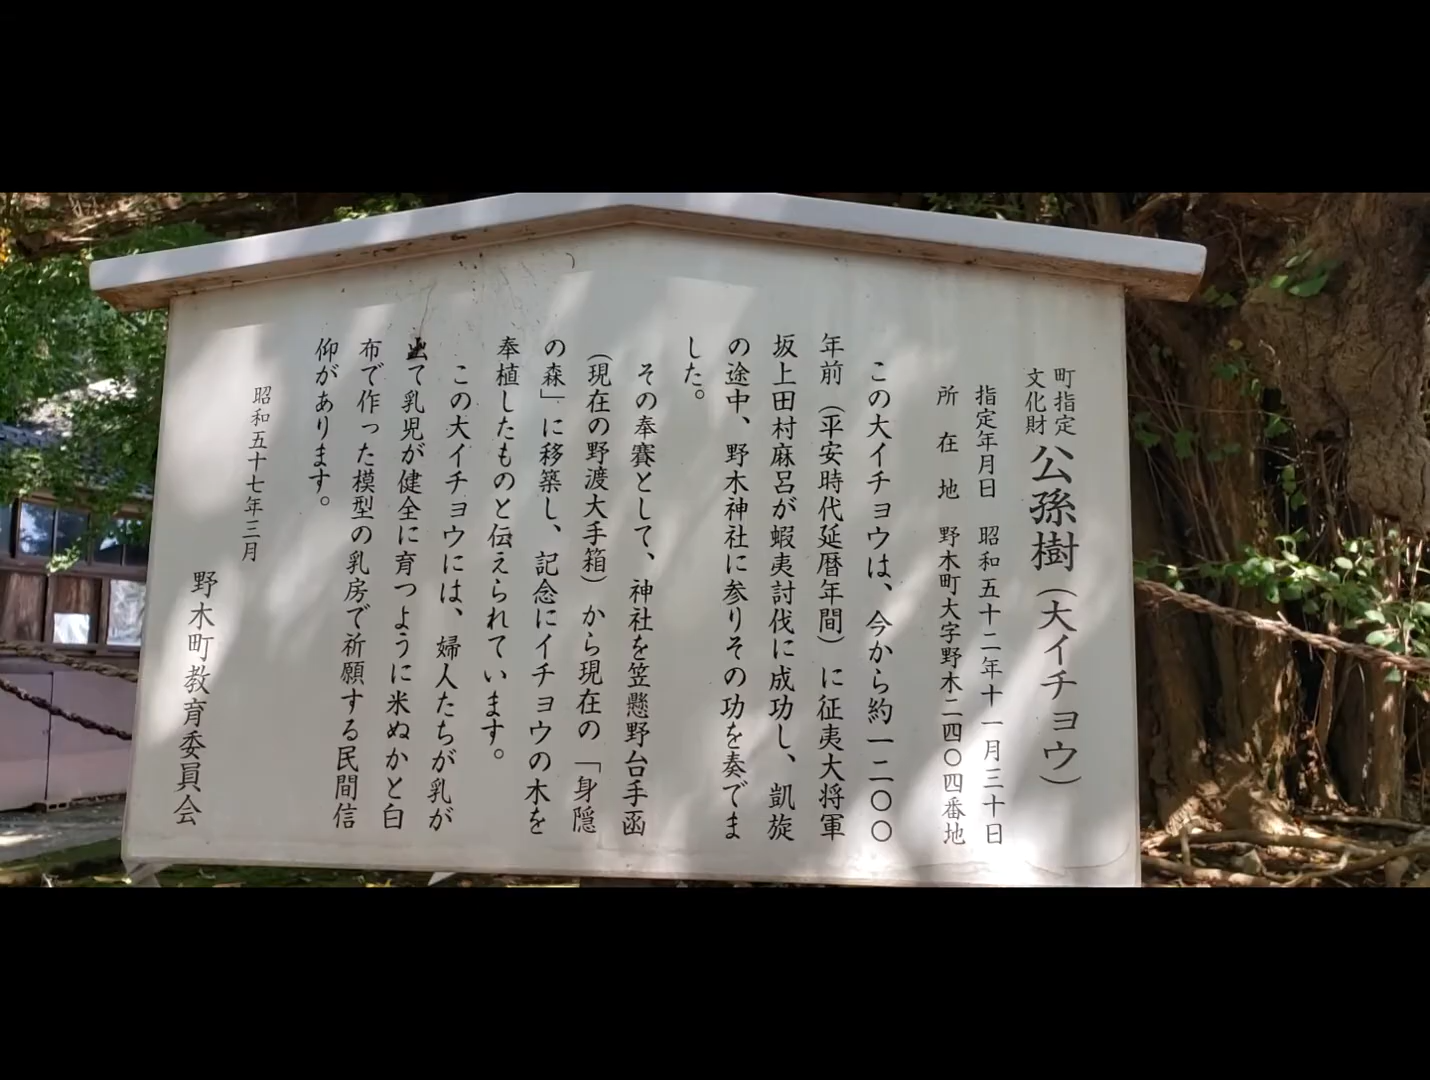 町指定
文化財
公孫樹(大イチョウ)
指定年月日 昭和五十二年十一月三十日
所在地 野木町大字野木二四〇四番地
この大イチョウは、今から約一二〇〇
年前(平安時代延暦年間)に征夷大将軍
坂上田村麻呂が蝦夷討伐に成功し、凱旋
の途中、野木神社に参りその功を奏でま
した。
その奉賽として、神社を笠懸野台手函
(現在の野渡大手箱)から現在の「身隠
の森」に移築し、記念にイチョウの木を
奉植したものと伝えられています。
この大イチョウには、婦人たちが乳が
出て乳児が健全に育つように米ぬかと白
布で作った模型の乳房で祈願する民間信
仰があります。
昭和五十七年三月
野木町教育委員会